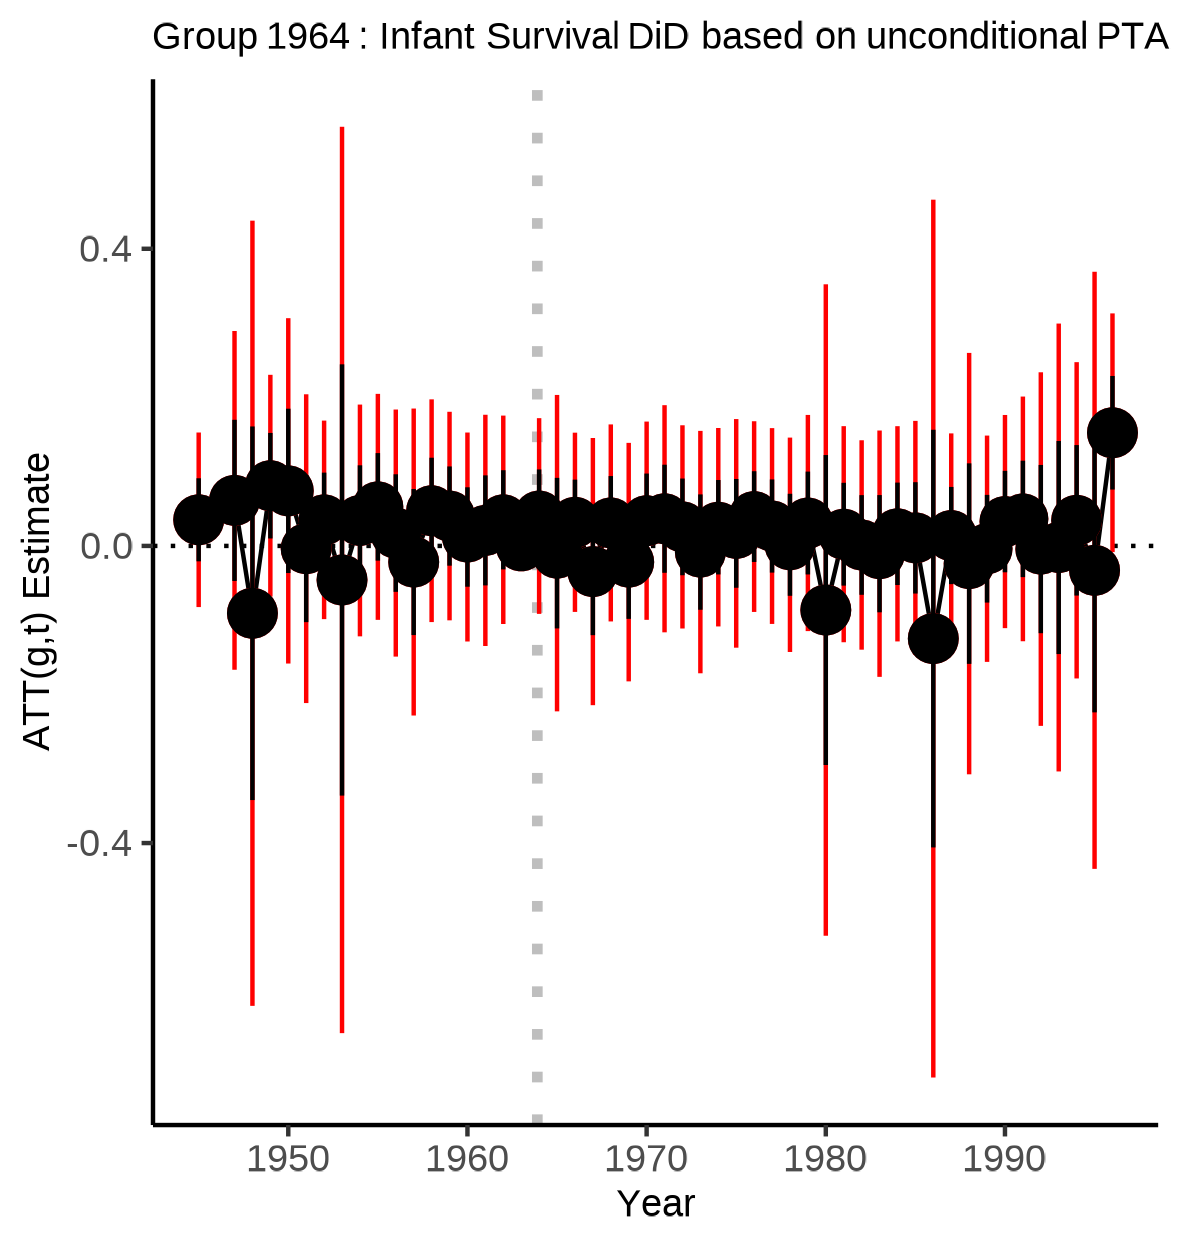 Group 1964 : Infant Survival DiD based on unconditional PTA
0.4
0.0
-0.4
ATT(g,t) Estimate
1950 1960 1970 1980 1990
Year